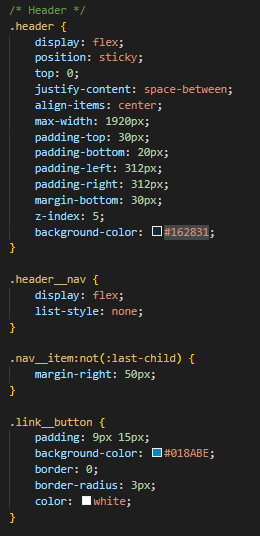 /* Header */
.header {
    display: flex;
    position: sticky;
    top: 0;
    justify-content: space-between;
    align-items: center;
    max-width: 1920px;
    padding-top: 30px;
    padding-bottom: 20px;
    padding-left: 312px;
    padding-right: 312px;
    margin-bottom: 30px;
    z-index: 5;
    background-color: #162831;
}

.header__nav {
    display: flex;
    list-style: none;
}

.nav__item:not(:last-child) {
    margin-right: 50px;
}

.link__button {
    padding: 9px 15px;
    background-color: #018ABE;
    border: 0;
    border-radius: 3px;
    color: white;
}